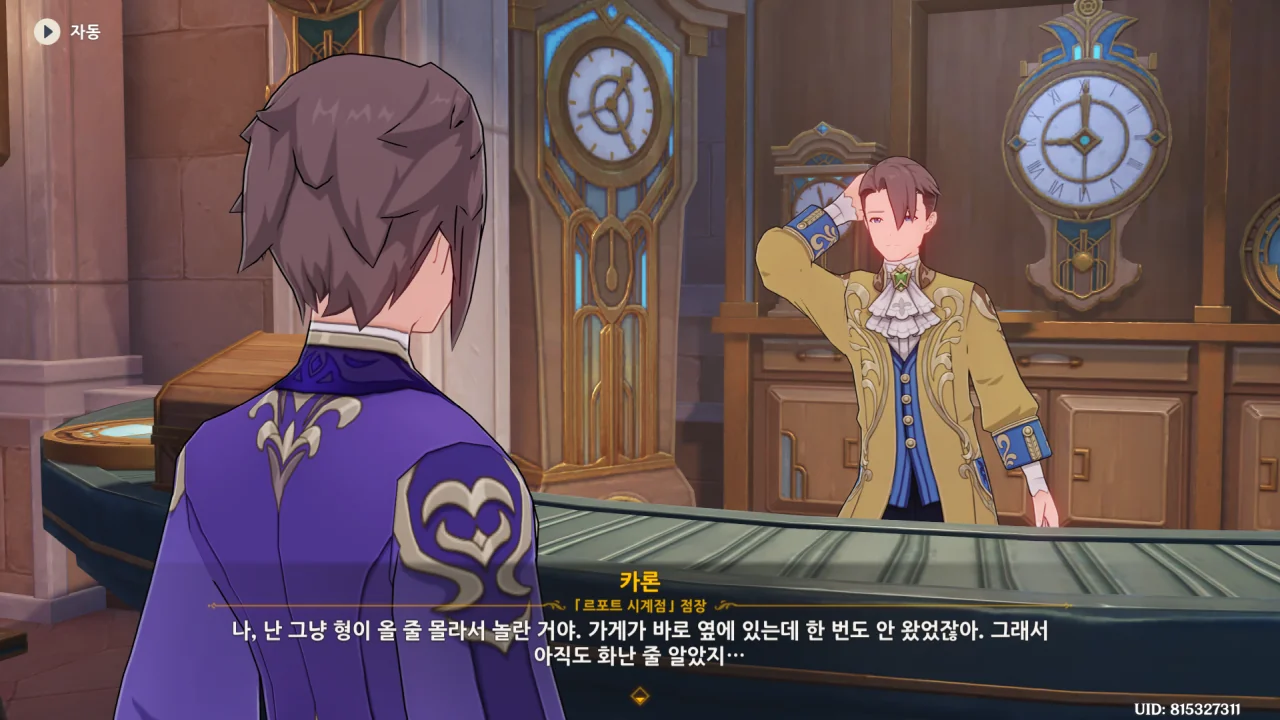 자동
카론
「르포트 시계점」 점장
나, 난 그냥 형이 올 줄 몰라서 놀란 거야. 가게가 바로 옆에 있는데 한 번도 안 왔었잖아. 그래서
아직도 화난 줄 알았지…
UID: 815327311